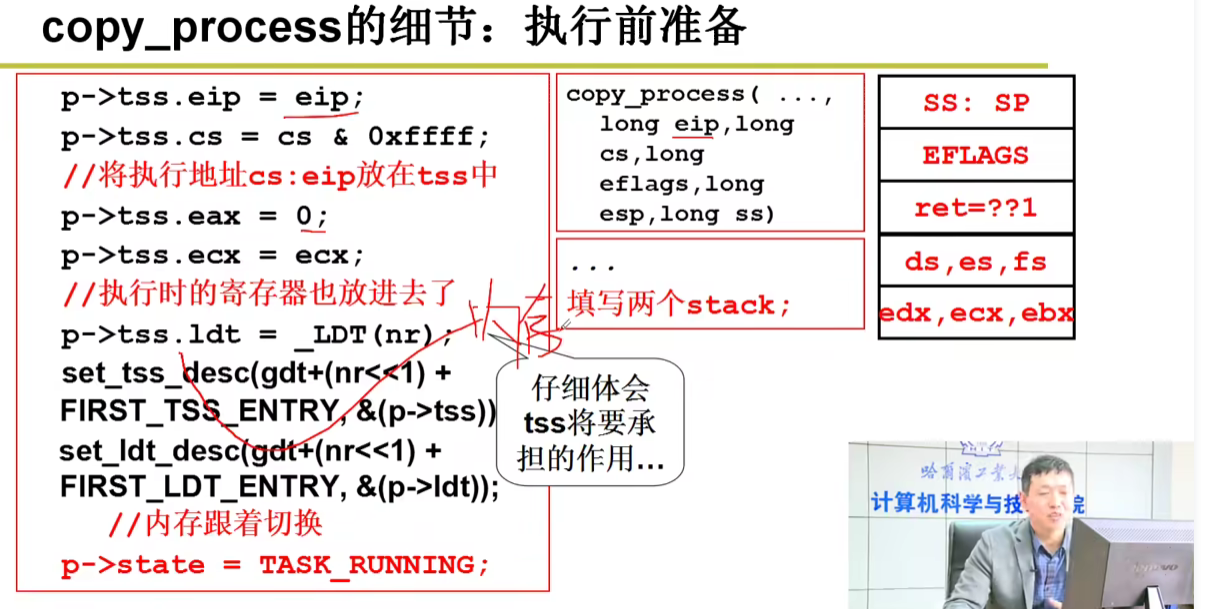 copy_process的细节：执行前准备
p->tss.eip = eip;
p->tss.cs = cs & 0xffff;
//将执行地址cs:eip放在tss中
p->tss.eax = 0;
p->tss.ecx = ecx;
//执行时的寄存器也放进去了
p->tss.ldt = _LDT(nr);
set_tss_desc(gdt+(nr<<1) +
FIRST_TSS_ENTRY, &(p->tss))
set_ldt_desc(gdt+(nr<<1) +
FIRST_LDT_ENTRY, &(p->ldt));
//内存跟着切换
p->state = TASK_RUNNING;
内存
copy_process( ...,
long eip,long
cs,long
eflags,long
esp,long ss)
...
填写两个stack;
仔细体会
tss将要承
担的作用...
SS: SP
EFLAGS
ret=??1
ds,es,fs
edx,ecx,ebx
哈尔滨工业大
计算机科学与技
院